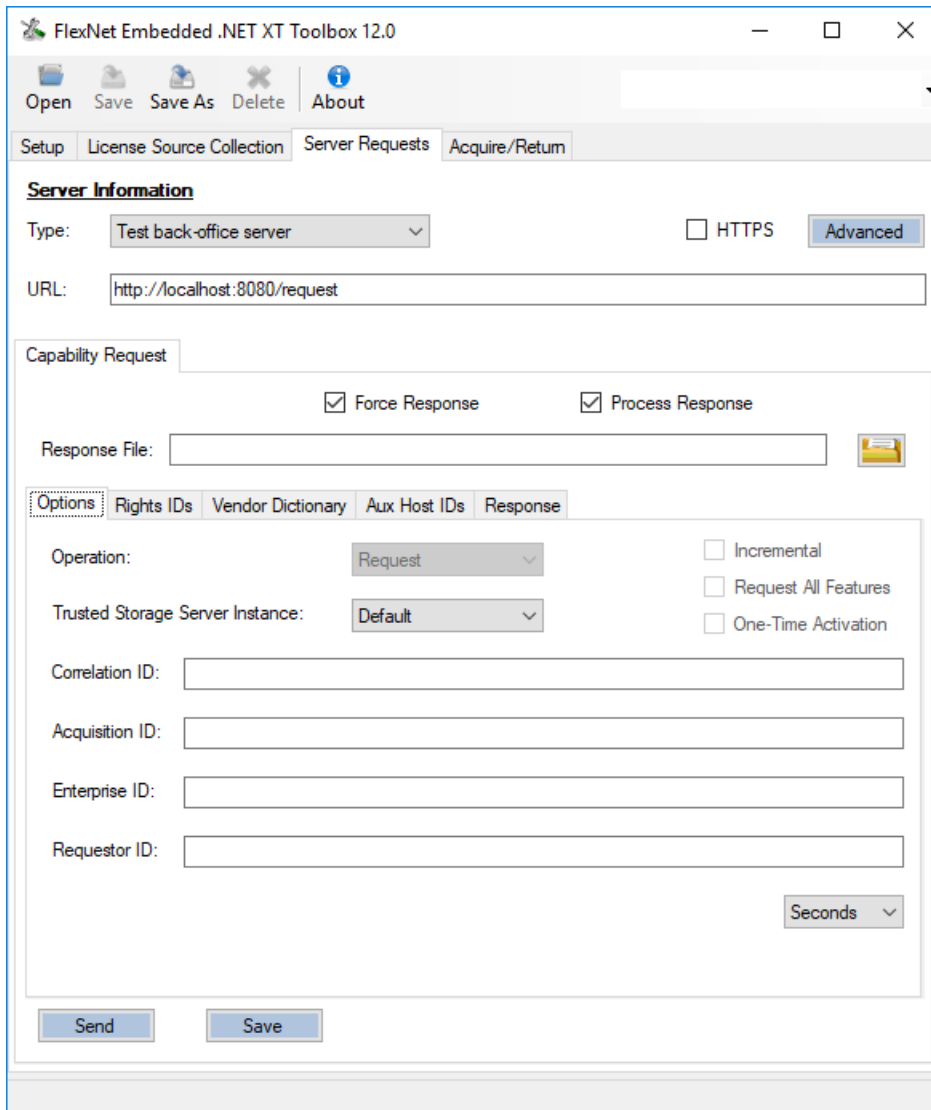 FlexNet Embedded .NET XT Toolbox 12.0
Open Save Save As Delete About
Setup License Source Collection Server Requests Acquire/Return
Server Information
Type: Test back-office server HTTPS Advanced
URL: http://localhost:8080/request
Capability Request
Force Response Process Response
Response File:
Options Rights IDs Vendor Dictionary Aux Host IDs Response
Operation: Request Incremental
Request All Features
Trusted Storage Server Instance: Default
One-Time Activation
Correlation ID:
Acquisition ID:
Enterprise ID:
Requestor ID:
Seconds
Send Save